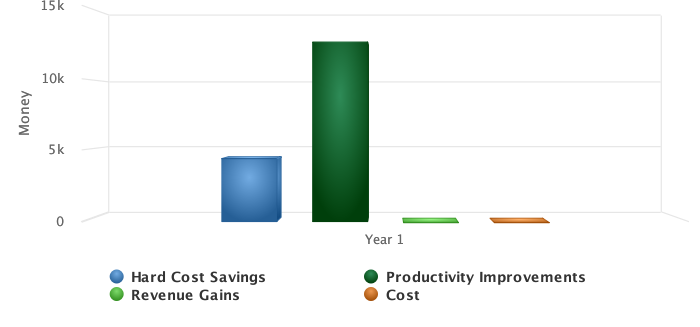 15k
10k
5k
0
Money
Year 1
Hard Cost Savings
Productivity Improvements
Revenue Gains
Cost